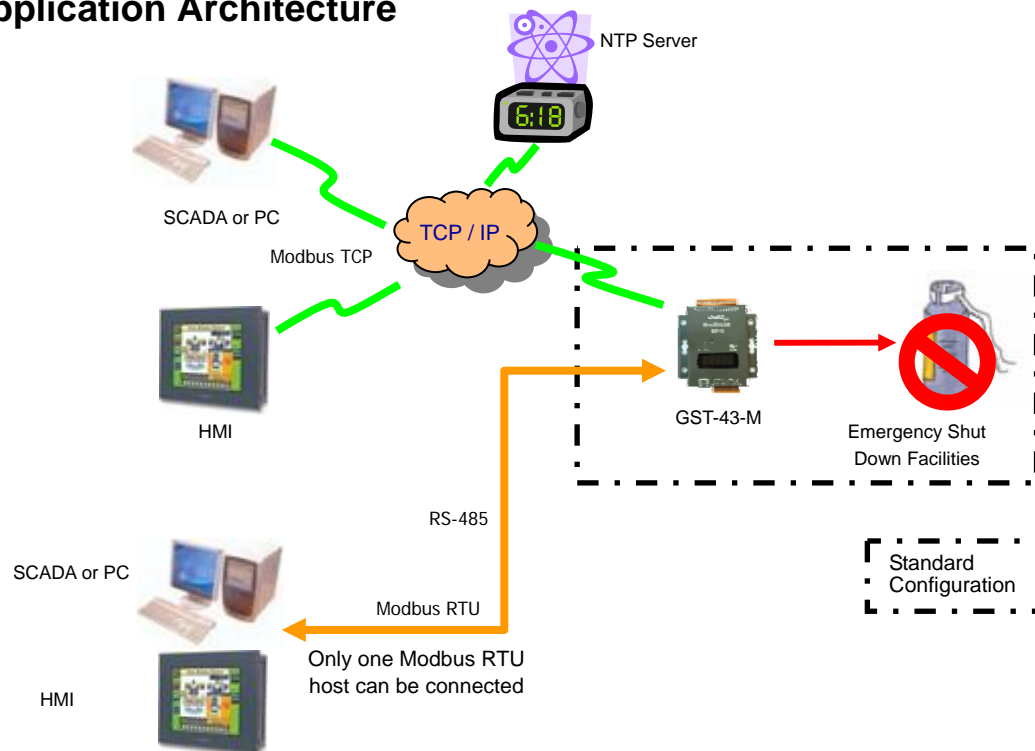 pplication Architecture
NTP Server
6:18
SCADA or PC
TCP / IP
Modbus TCP
HMI
GST-43-M
Emergency Shut
Down Facilities
RS-485
Standard
Configuration
SCADA or PC
Modbus RTU
Only one Modbus RTU
host can be connected
HMI